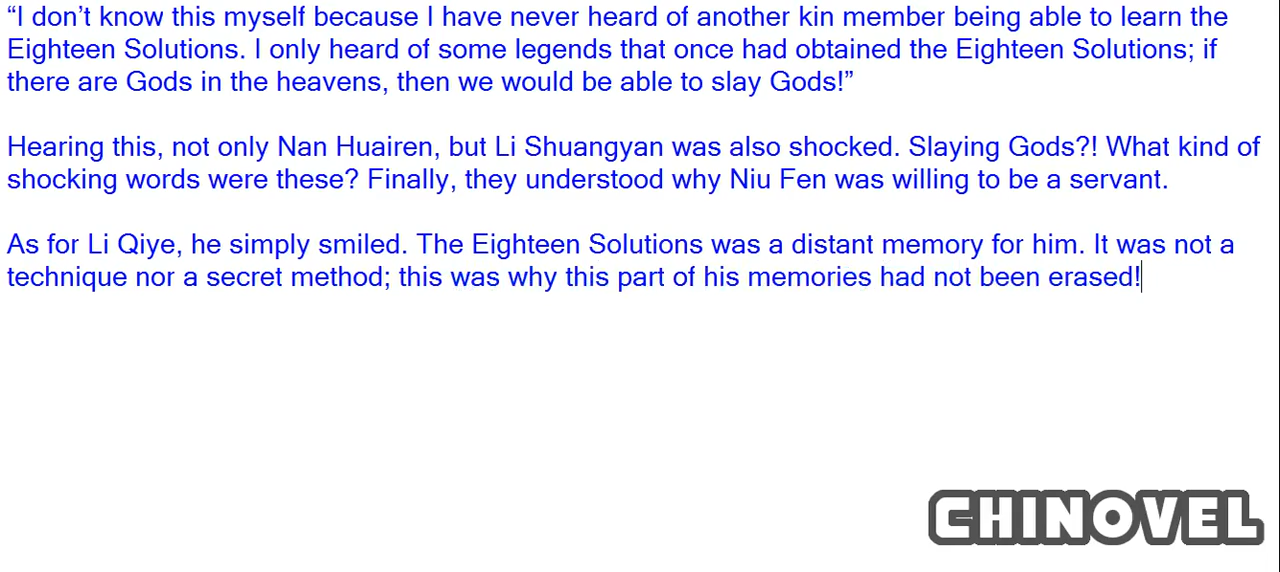 “I don’t know this myself because I have never heard of another kin member being able to learn the
Eighteen Solutions. I only heard of some legends that once had obtained the Eighteen Solutions; if
there are Gods in the heavens, then we would be able to slay Gods!”
Hearing this, not only Nan Huairen, but Li Shuangyan was also shocked. Slaying Gods?! What kind of
shocking words were these? Finally, they understood why Niu Fen was willing to be a servant.
As for Li Qiye, he simply smiled. The Eighteen Solutions was a distant memory for him. It was not a
technique nor a secret method; this was why this part of his memories had not been erased!
CHINOVEL